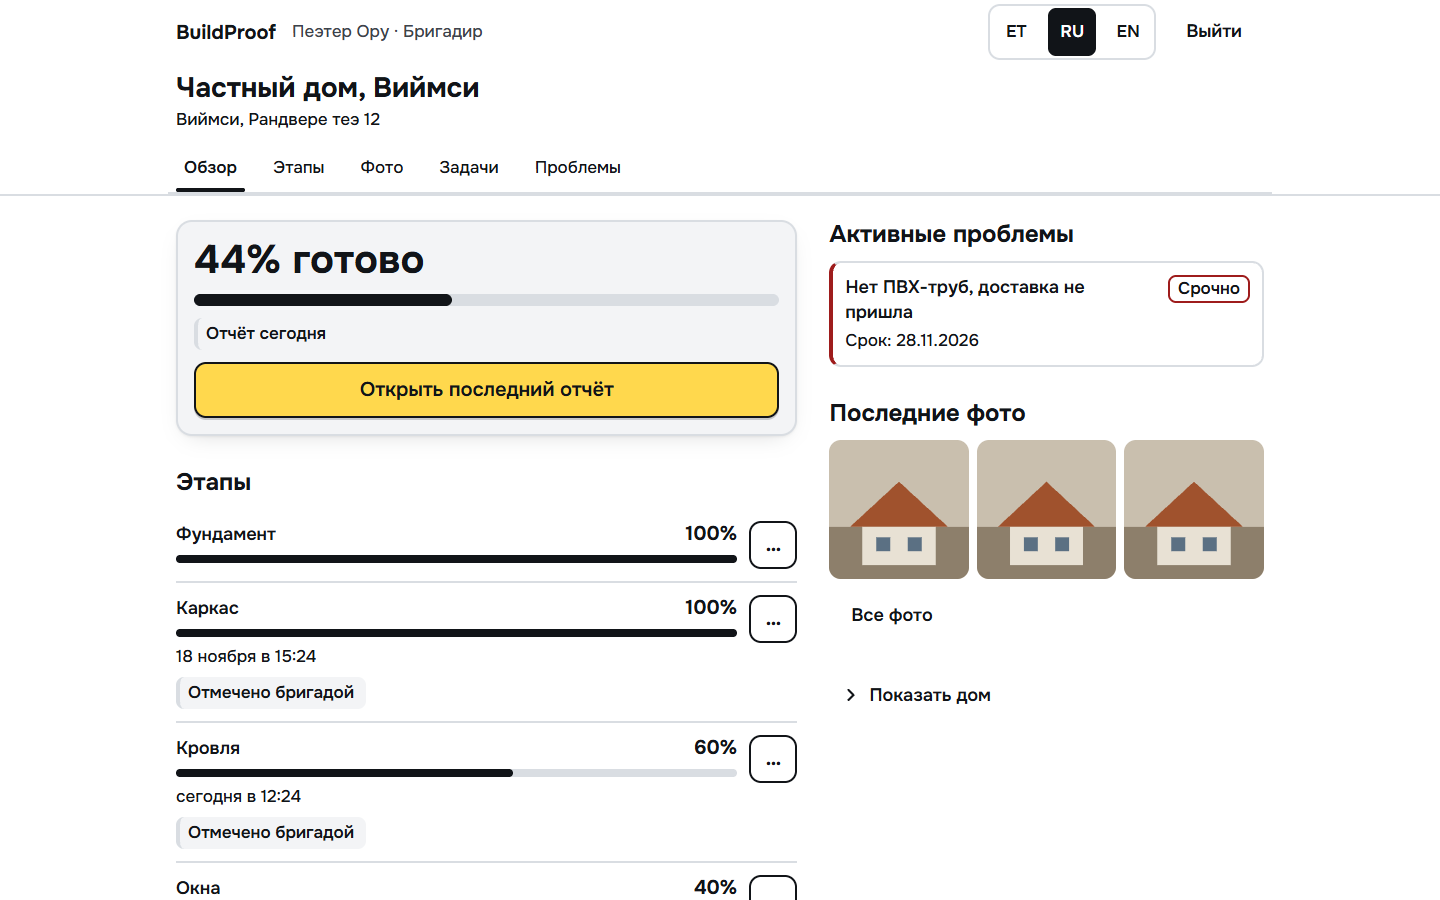 BuildProof Пеэтер Ору · Бригадир
ET RU EN Выйти
Частный дом, Виймси
Виймси, Рандвере теэ 12
Обзор Этапы Фото Задачи Проблемы
44% готово
Отчёт сегодня
Открыть последний отчёт
Этапы
Фундамент 100% ...
Каркас 100% ...
18 ноября в 15:24
Отмечено бригадой
Кровля 60% ...
сегодня в 12:24
Отмечено бригадой
Окна 40%
Активные проблемы
Нет ПВХ-труб, доставка не
пришла
Срочно
Срок: 28.11.2026
Последние фото
Все фото
Показать дом